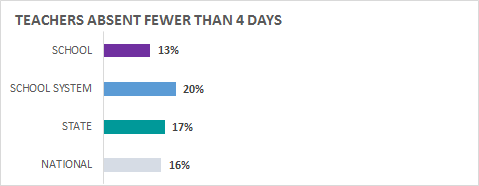 TEACHERS ABSENT FEWER THAN 4 DAYS
SCHOOL 13%
SCHOOL SYSTEM 20%
STATE 17%
NATIONAL 16%